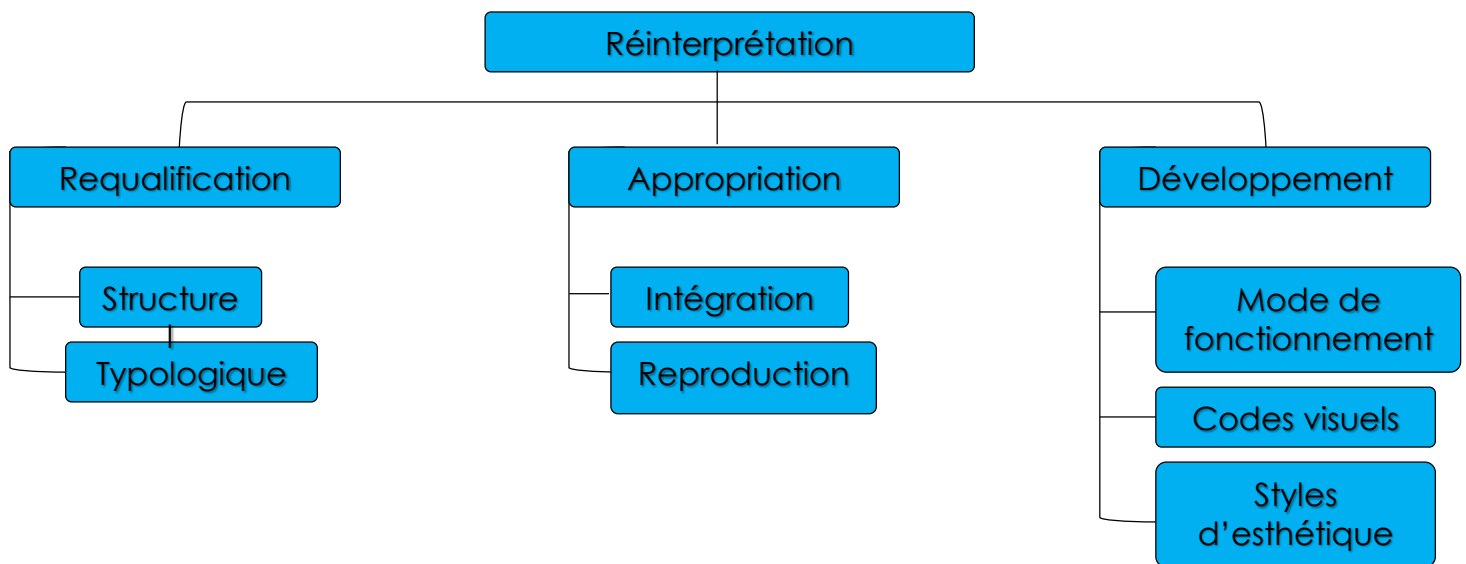 Réinterprétation
Requalification
Appropriation
Développement
Structure
Typologique
Intégration
Reproduction
Mode de
fonctionnement
Codes visuels
Styles
d’esthétique